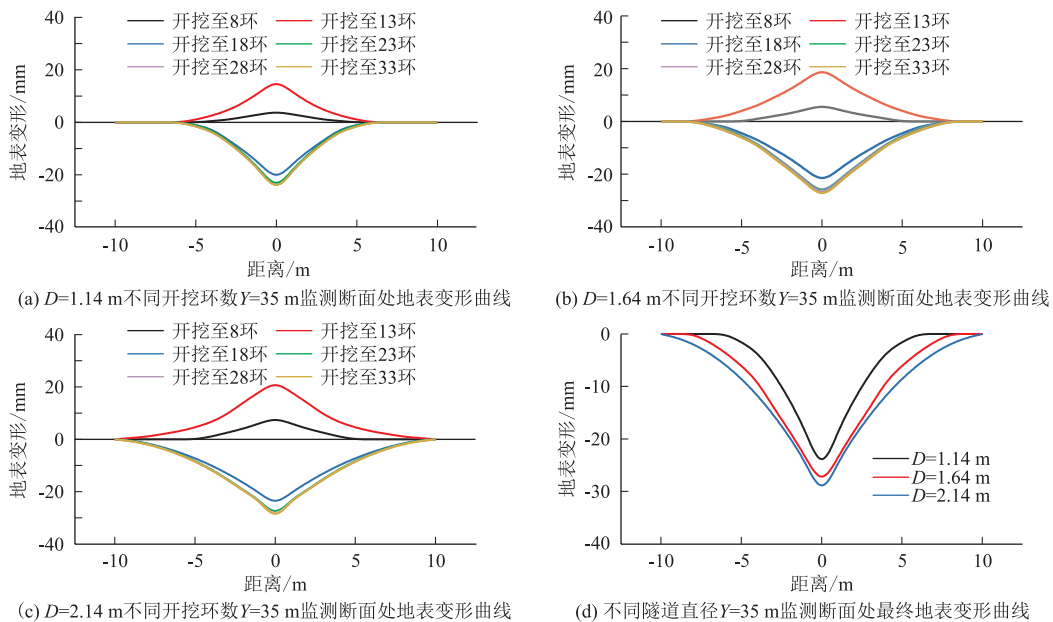 开挖至8环 开挖至13环
开挖至18环 开挖至23环
开挖至28环 开挖至33环
40
20
0
-20
-40
地表变形/mm
-10 -5 0 5 10
距离/m
(a) D=1.14 m不同开挖环数Y=35 m监测断面处地表变形曲线
开挖至8环 开挖至13环
开挖至18环 开挖至23环
开挖至28环 开挖至33环
40
20
0
-20
-40
地表变形/mm
-10 -5 0 5 10
距离/m
(b) D=1.64 m不同开挖环数Y=35 m监测断面处地表变形曲线
开挖至8环 开挖至13环
开挖至18环 开挖至23环
开挖至28环 开挖至33环
40
20
0
-20
-40
地表变形/mm
-10 -5 0 5 10
距离/m
(c) D=2.14 m不同开挖环数Y=35 m监测断面处地表变形曲线
0
-10
-20
-30
-40
地表变形/mm
D=1.14 m
D=1.64 m
D=2.14 m
-10 -5 0 5 10
距离/m
(d) 不同隧道直径Y=35 m监测断面处最终地表变形曲线